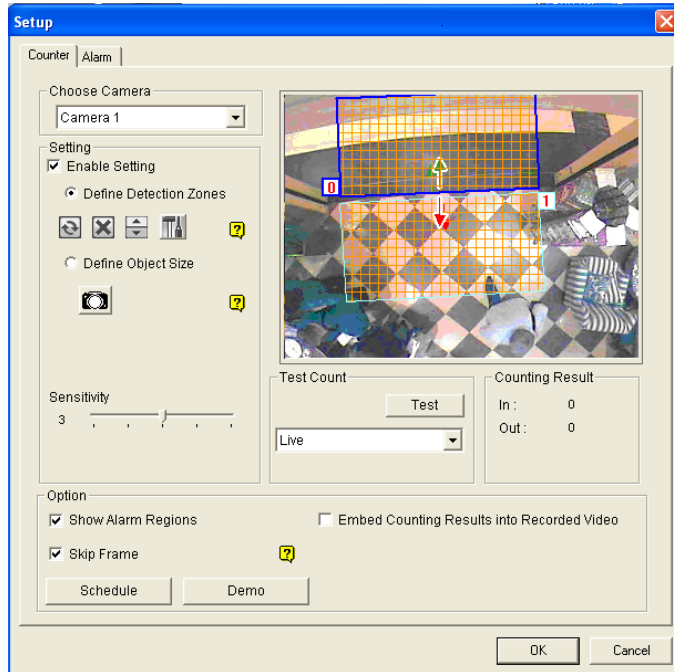 Setup
Counter
Alarm
Choose Camera
Camera 1
Setting
Enable Setting
Define Detection Zones
?
Define Object Size
?
Sensitivity
3
0
1
Test Count
Test
Live
Counting Result
In : 0
Out : 0
Option
Show Alarm Regions
Embed Counting Results into Recorded Video
Skip Frame
?
Schedule
Demo
OK
Cancel